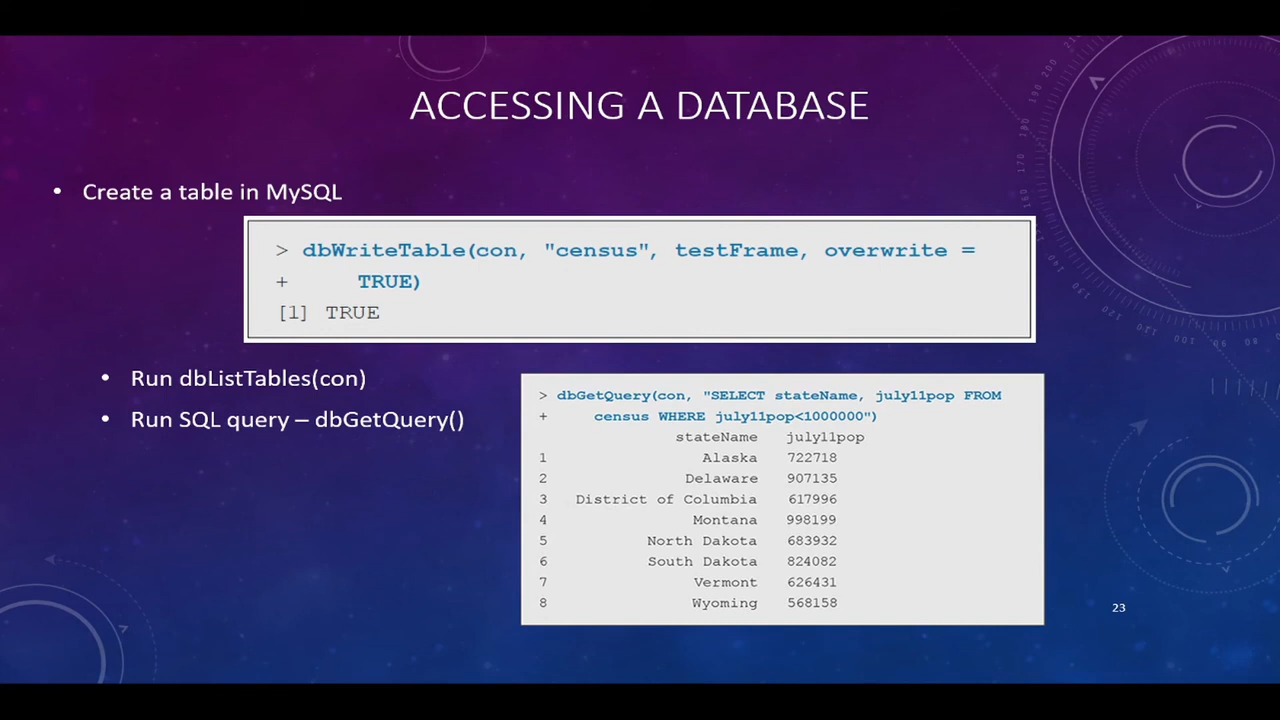 ACCESSING A DATABASE
• Create a table in MySQL
> dbWriteTable(con, "census", testFrame, overwrite =
+ TRUE)
[1] TRUE
• Run dbListTables(con)
• Run SQL query – dbGetQuery()
> dbGetQuery(con, "SELECT stateName, july11pop FROM
+ census WHERE july11pop<1000000")
stateName july11pop
1 Alaska 722718
2 Delaware 907135
3 District of Columbia 617996
4 Montana 998199
5 North Dakota 683932
6 South Dakota 824082
7 Vermont 626431
8 Wyoming 568158
23